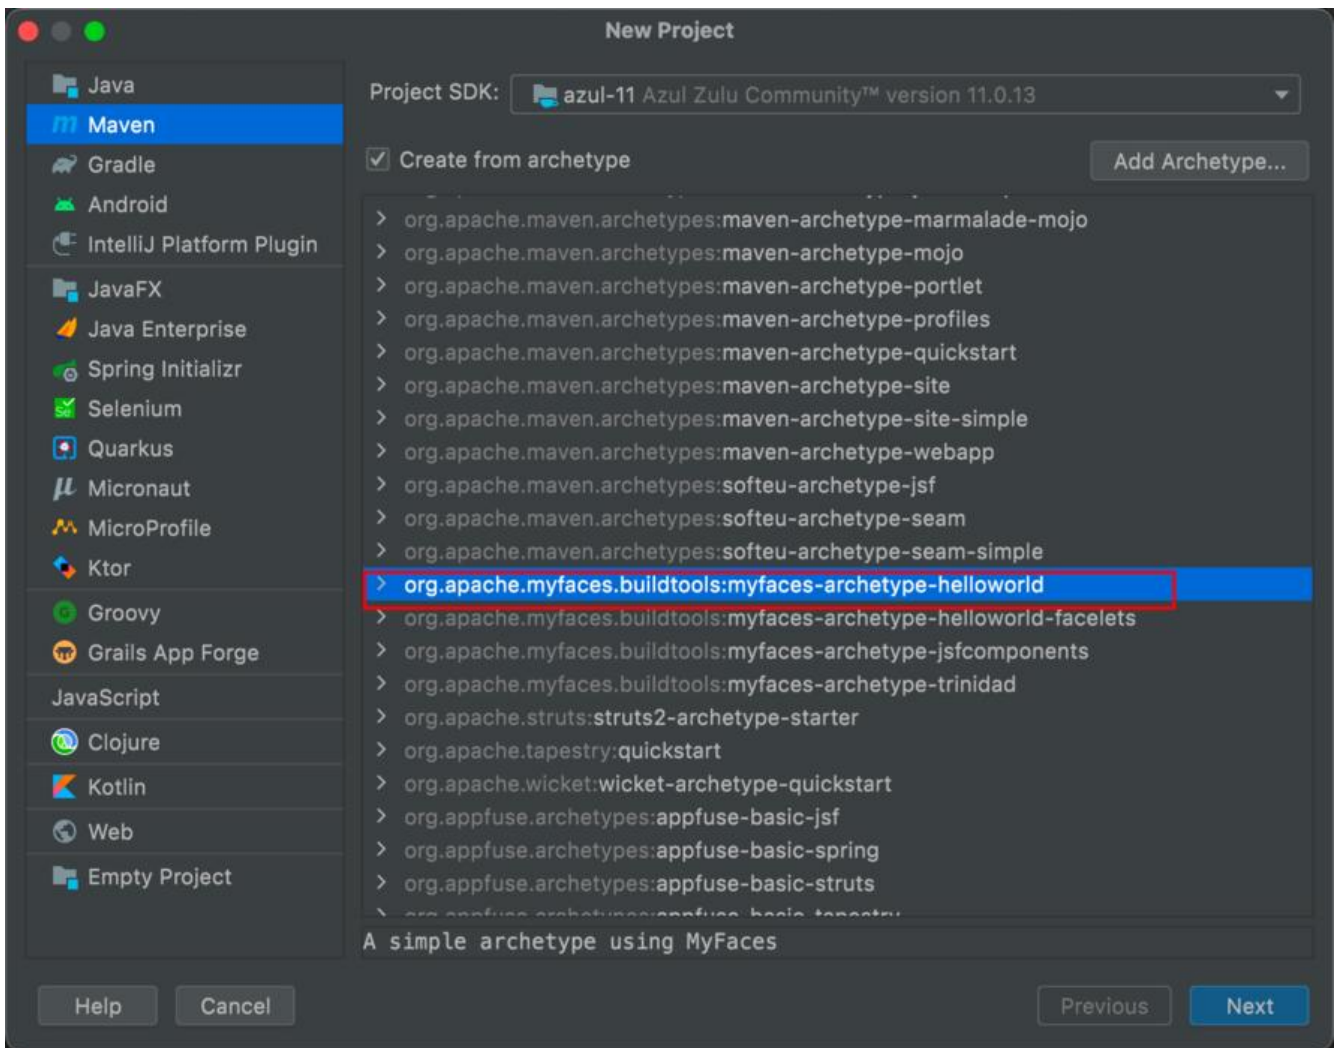 New Project
Java
Maven
Gradle
Android
IntelliJ Platform Plugin
JavaFX
Java Enterprise
Spring Initializr
Selenium
Quarkus
Micronaut
MicroProfile
Ktor
Groovy
Grails App Forge
JavaScript
Clojure
Kotlin
Web
Empty Project
Project SDK: azul-11 Azul Zulu Community™ version 11.0.13
Create from archetype Add Archetype...
org.apache.maven.archetypes:maven-archetype-marmalade-mojo
org.apache.maven.archetypes:maven-archetype-mojo
org.apache.maven.archetypes:maven-archetype-portlet
org.apache.maven.archetypes:maven-archetype-profiles
org.apache.maven.archetypes:maven-archetype-quickstart
org.apache.maven.archetypes:maven-archetype-site
org.apache.maven.archetypes:maven-archetype-site-simple
org.apache.maven.archetypes:maven-archetype-webapp
org.apache.maven.archetypes:softeu-archetype-jsf
org.apache.maven.archetypes:softeu-archetype-seam
org.apache.maven.archetypes:softeu-archetype-seam-simple
org.apache.myfaces.buildtools:myfaces-archetype-helloworld
org.apache.myfaces.buildtools:myfaces-archetype-helloworld-facelets
org.apache.myfaces.buildtools:myfaces-archetype-jsfcomponents
org.apache.myfaces.buildtools:myfaces-archetype-trinidad
org.apache.struts:struts2-archetype-starter
org.apache.tapestry:quickstart
org.apache.wicket:wicket-archetype-quickstart
org.appfuse.archetypes:appfuse-basic-jsf
org.appfuse.archetypes:appfuse-basic-spring
org.appfuse.archetypes:appfuse-basic-struts
org.appfuse.archetypes:appfuse-basic-tapestry
A simple archetype using MyFaces
Help Cancel Previous Next